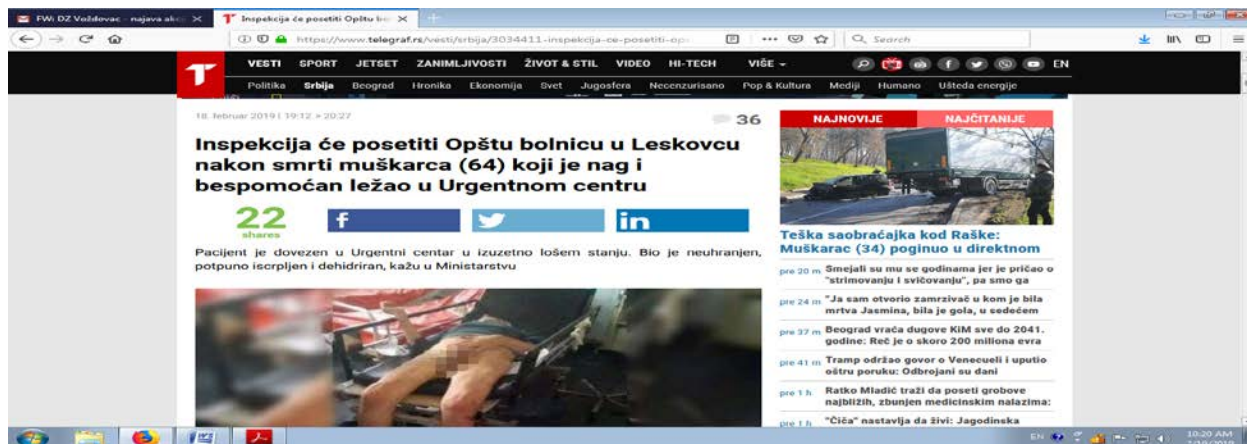 FWi DZ Voždovac - najava akc
Inspekcija će posetiti Opštu bo
https://www.telegraf.rs/vesti/srbija/3034411-inspekcija-ce-posetiti-op
Search
VESTI SPORT JETSET ZANIMLJIVOSTI ŽIVOT & STIL VIDEO HI-TECH VIŠE EN
Politika Srbija Beograd Hronika Ekonomija Svet Jugosfera Necenzurisano Pop & Kultura Mediji Humano Ušteda energije
18. februar 2019 | 19:12 > 20:27
36
Inspekcija će posetiti Opštu bolnicu u Leskovcu
nakon smrti muškarca (64) koji je nag i
bespomoćan ležao u Urgentnom centru
22
shares
Pacijent je dovezen u Urgentni centar u izuzetno lošem stanju. Bio je neuhranjen,
potpuno iscrpljen i dehidriran, kažu u Ministarstvu
NAJNOVIJE NAJČITANIJE
Teška saobraćajka kod Raške:
Muškarac (34) poginuo u direktnom
pre 20 m Smejali su mu se godinama jer je pričao o
"strimovanju i svičovanju", pa smo ga
pre 24 m "Ja sam otvorio zamrzivač u kom je bila
mrtva Jasmina, bila je gola, u sedećem
pre 37 m Beograd vraća dugove KiM sve do 2041.
godine: Reč je o skoro 200 miliona evra
pre 41 m Tramp održao govor o Venecueli i uputio
oštru poruku: Odbrojani su dani
pre 1 h Ratko Mladić traži da poseti grobove
najbližih, zbunjen medicinskim nalazima:
pre 1 h "Čiča" nastavlja da živi: Jagodinska
EN 10:20 AM